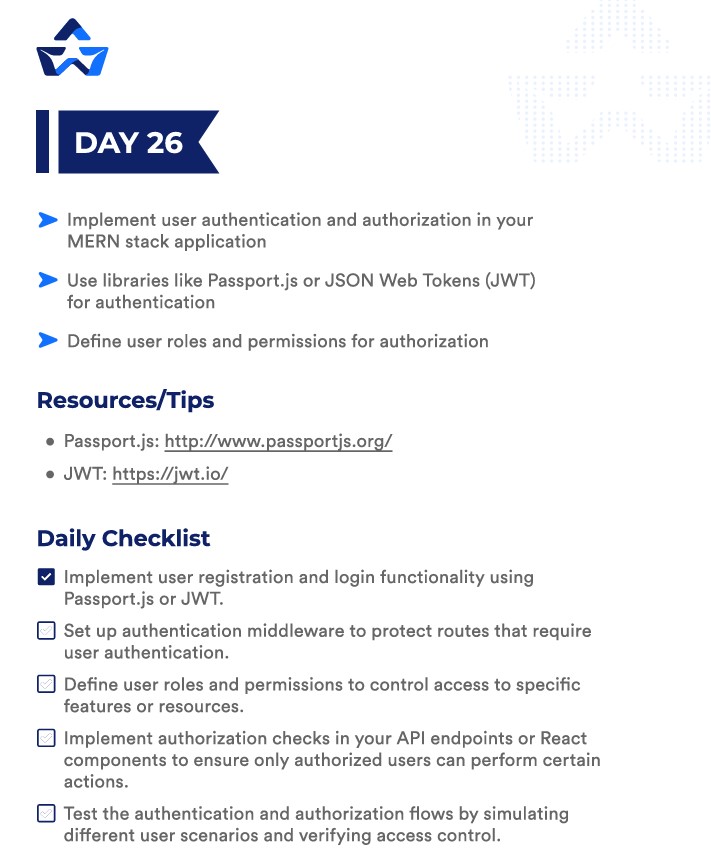 DAY 26
Implement user authentication and authorization in your
MERN stack application
Use libraries like Passport.js or JSON Web Tokens (JWT)
for authentication
Define user roles and permissions for authorization
Resources/Tips
• Passport.js: http://www.passportjs.org/
• JWT: https://jwt.io/
Daily Checklist
Implement user registration and login functionality using
Passport.js or JWT.
Set up authentication middleware to protect routes that require
user authentication.
Define user roles and permissions to control access to specific
features or resources.
Implement authorization checks in your API endpoints or React
components to ensure only authorized users can perform certain
actions.
Test the authentication and authorization flows by simulating
different user scenarios and verifying access control.